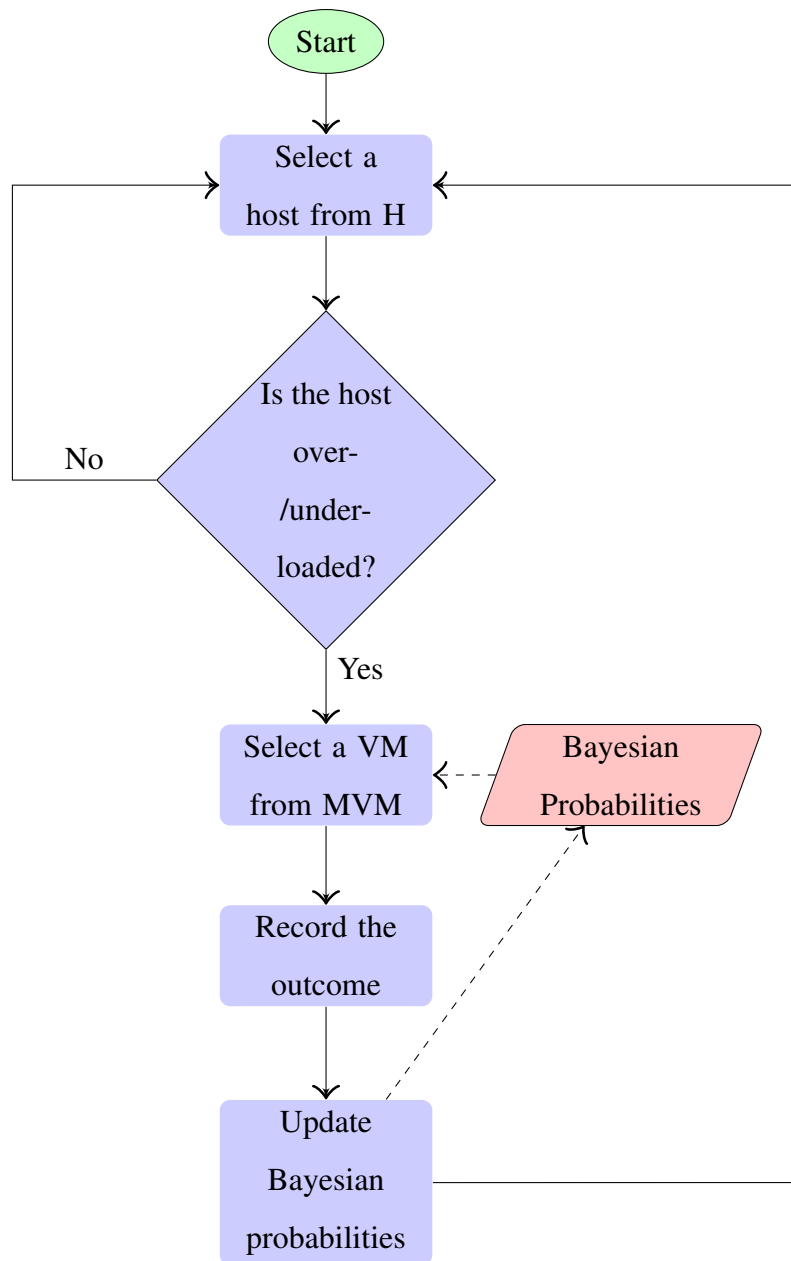 Start
Select a
host from H
Is the host
over-
/under-
loaded?
No
Yes
Select a VM
from MVM
Bayesian
Probabilities
Record the
outcome
Update
Bayesian
probabilities